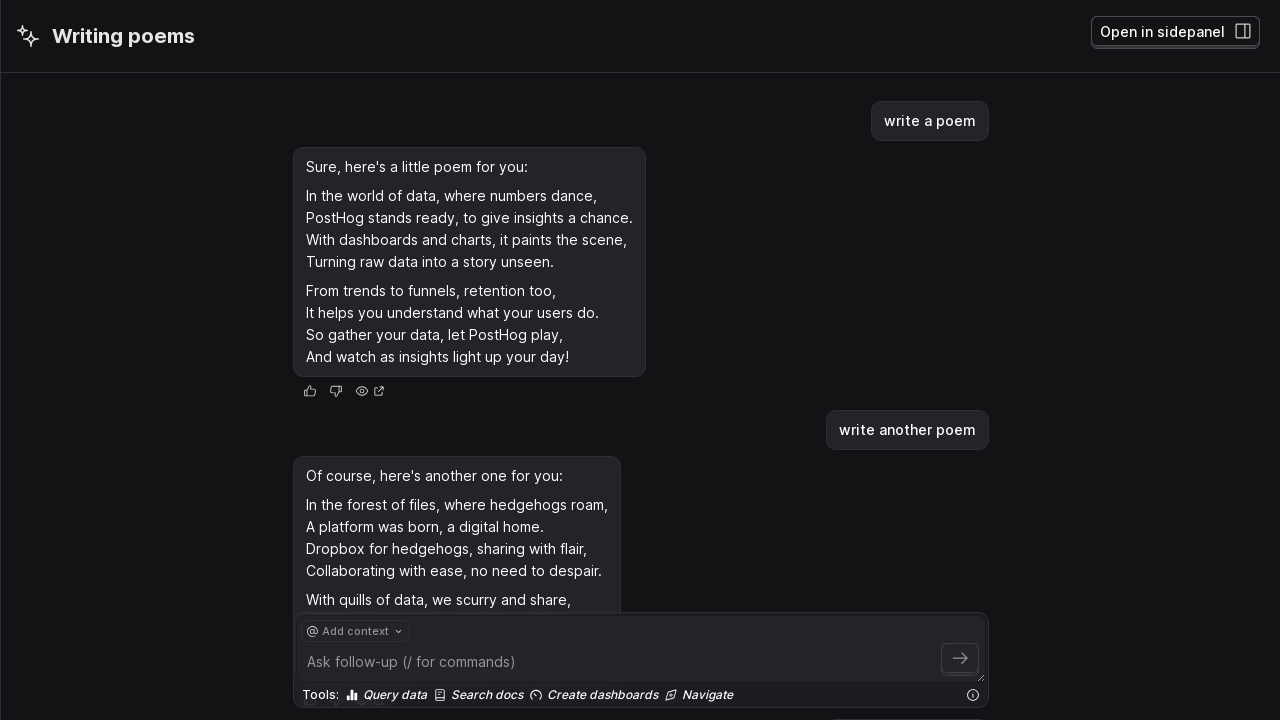 Writing poems
Open in sidepanel
write a poem
Sure, here's a little poem for you:
In the world of data, where numbers dance,
PostHog stands ready, to give insights a chance.
With dashboards and charts, it paints the scene,
Turning raw data into a story unseen.
From trends to funnels, retention too,
It helps you understand what your users do.
So gather your data, let PostHog play,
And watch as insights light up your day!
write another poem
Of course, here's another one for you:
In the forest of files, where hedgehogs roam,
A platform was born, a digital home.
Dropbox for hedgehogs, sharing with flair,
Collaborating with ease, no need to despair.
With quills of data, we scurry and share,
@ Add context
Ask follow-up (/ for commands)
Tools: Query data Search docs Create dashboards Navigate